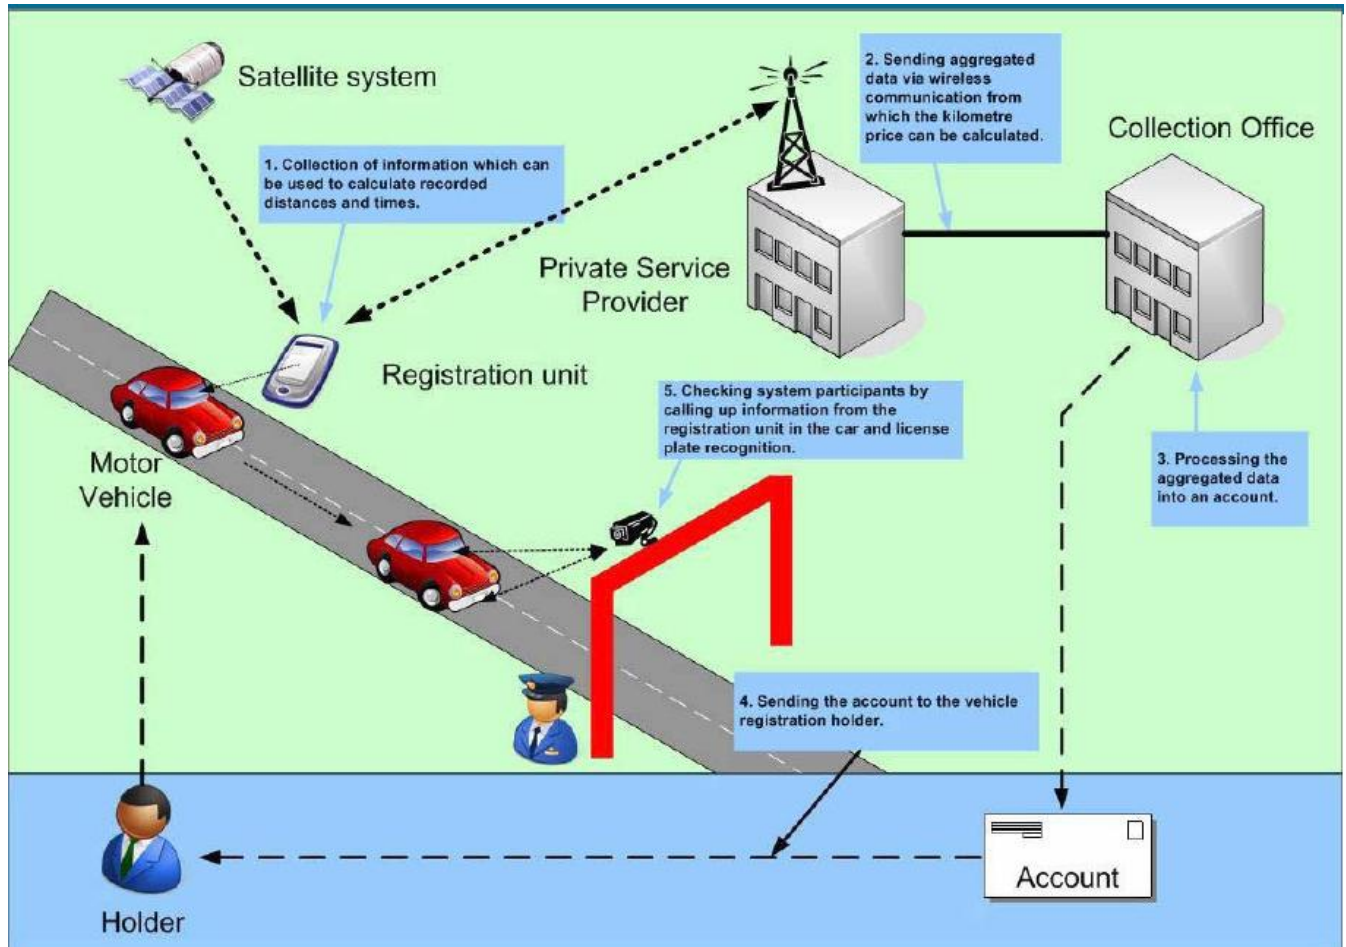 Satellite system
1. Collection of information which can
be used to calculate recorded
distances and times.
2. Sending aggregated
data via wireless
communication from
which the kilometre
price can be calculated.
Collection Office
Private Service
Provider
Registration unit
5. Checking system participants by
calling up information from the
registration unit in the car and license
plate recognition.
3. Processing the
aggregated data
into an account.
Motor
Vehicle
4. Sending the account to the vehicle
registration holder.
Account
Holder